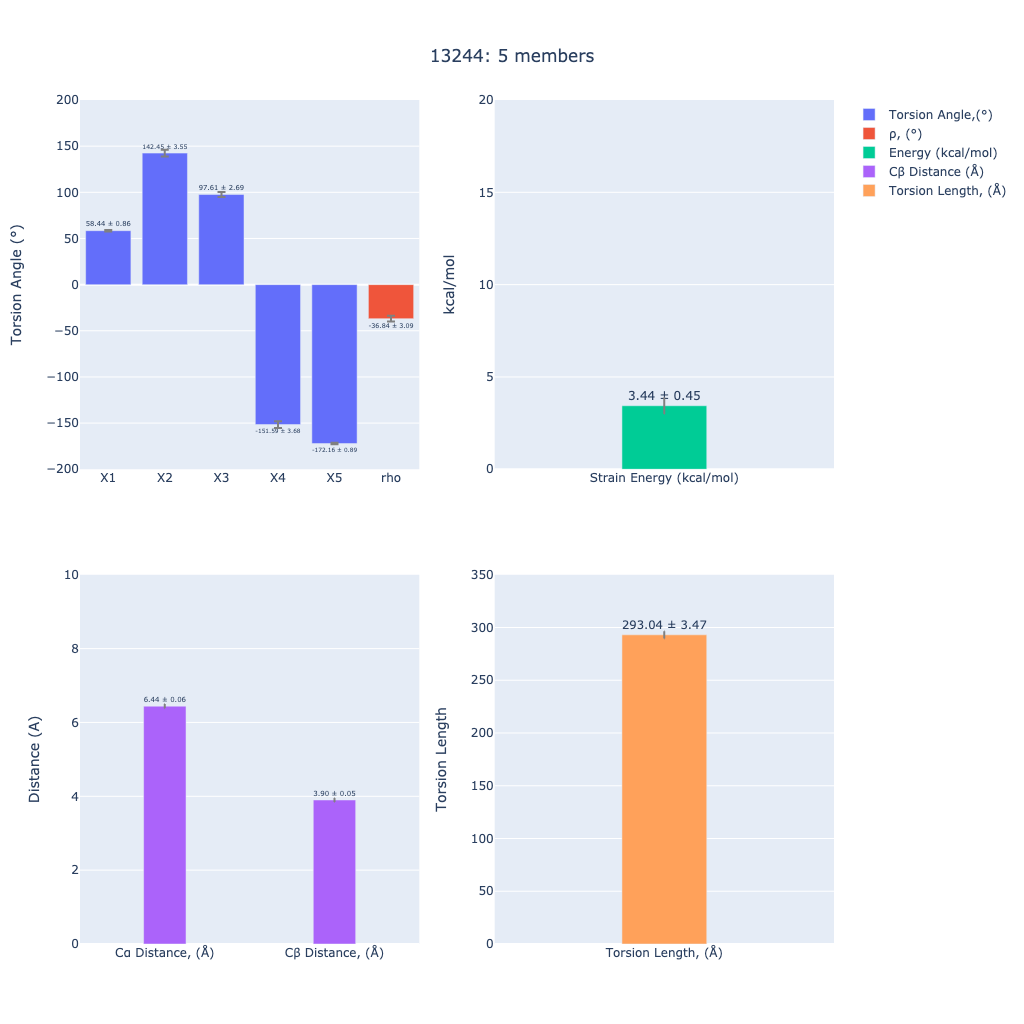 13244: 5 members
200
150
100
50
0
−50
−100
−150
−200
Torsion Angle (°)
58.44 ± 0.86
142.45 ± 3.55
97.61 ± 2.69
-151.59 ± 3.68
-172.16 ± 0.89
-36.84 ± 3.09
X1 X2 X3 X4 X5 rho
20
15
10
5
0
kcal/mol
3.44 ± 0.45
Strain Energy (kcal/mol)
Torsion Angle,(°)
ρ, (°)
Energy (kcal/mol)
Cβ Distance (Å)
Torsion Length, (Å)
10
8
6
4
2
0
Distance (A)
6.44 ± 0.06
3.90 ± 0.05
Cα Distance, (Å) Cβ Distance, (Å)
350
300
250
200
150
100
50
0
Torsion Length
293.04 ± 3.47
Torsion Length, (Å)